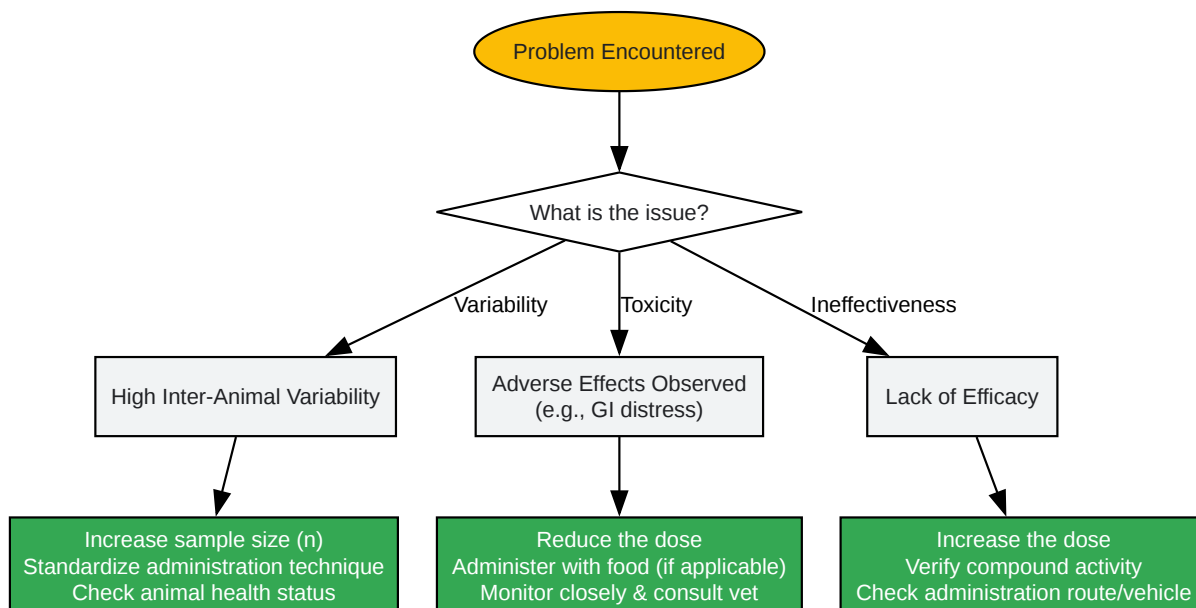 Problem Encountered
What is the issue?
Variability
Toxicity
Ineffectiveness
High Inter-Animal Variability
Adverse Effects Observed
(e.g., GI distress)
Lack of Efficacy
Increase sample size (n)
Standardize administration technique
Check animal health status
Reduce the dose
Administer with food (if applicable)
Monitor closely & consult vet
Increase the dose
Verify compound activity
Check administration route/vehicle